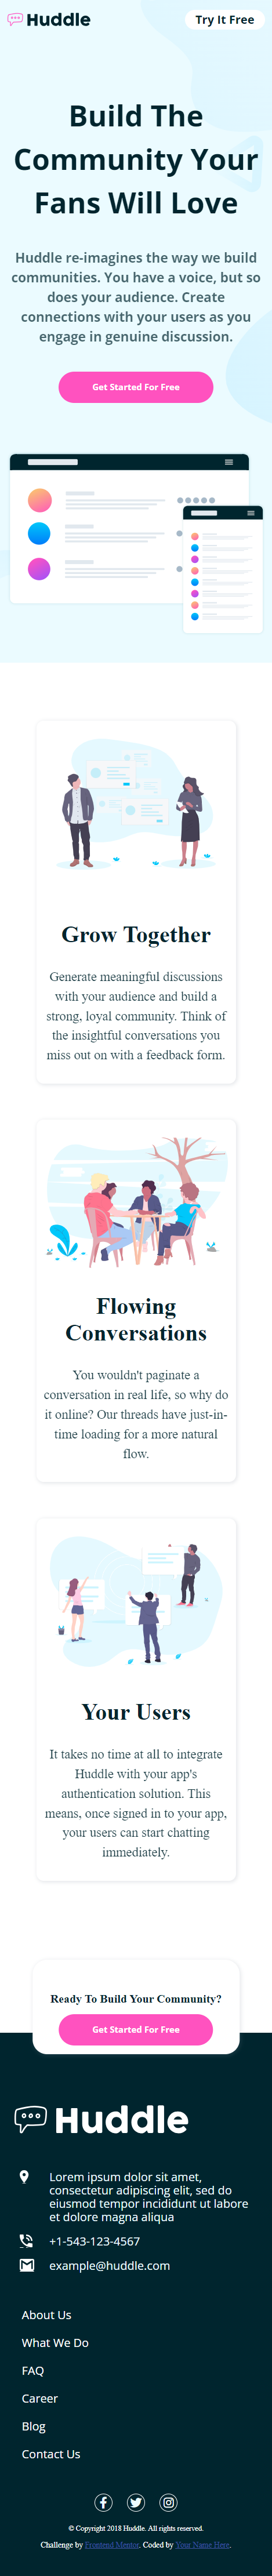 Huddle
Try It Free
Build The
Community Your
Fans Will Love
Huddle re-imagines the way we build
communities. You have a voice, but so
does your audience. Create
connections with your users as you
engage in genuine discussion.
Get Started For Free
Grow Together
Generate meaningful discussions
with your audience and build a
strong, loyal community. Think of
the insightful conversations you
miss out on with a feedback form.
Flowing
Conversations
You wouldn't paginate a
conversation in real life, so why do
it online? Our threads have just-in-
time loading for a more natural
flow.
Your Users
It takes no time at all to integrate
Huddle with your app's
authentication solution. This
means, once signed in to your app,
your users can start chatting
immediately.
Ready To Build Your Community?
Get Started For Free
Huddle
Lorem ipsum dolor sit amet,
consectetur adipiscing elit, sed do
eiusmod tempor incididunt ut labore
et dolore magna aliqua
+1-543-123-4567
example@huddle.com
About Us
What We Do
FAQ
Career
Blog
Contact Us
© Copyright 2018 Huddle. All rights reserved.
Challenge by Frontend Mentor. Coded by Your Name Here.